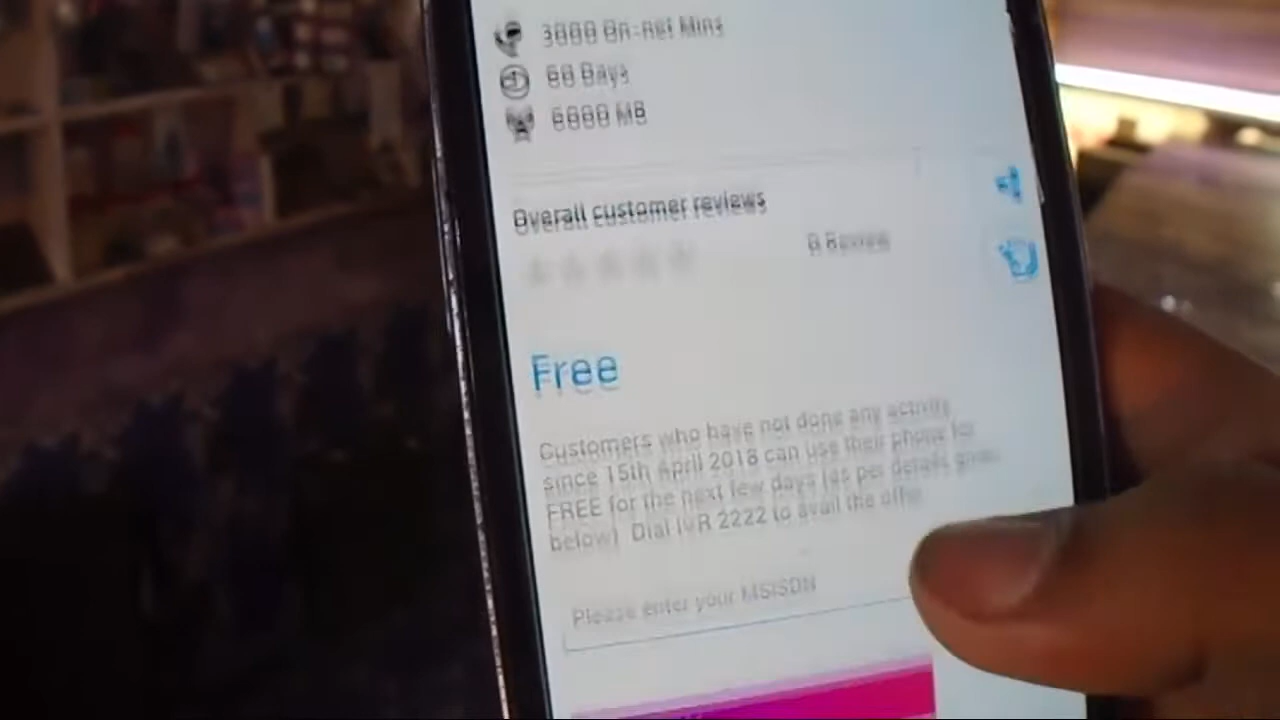 3000 On-net Mins
60 Days
6000 MB
Overall customer reviews
0 Review
Free
Customers who have not done any activity
since 15th April 2018 can use their phone for
FREE for the next few days (as per details given
below) Dial IVR 2222 to avail the offer
Please enter your MSISDN